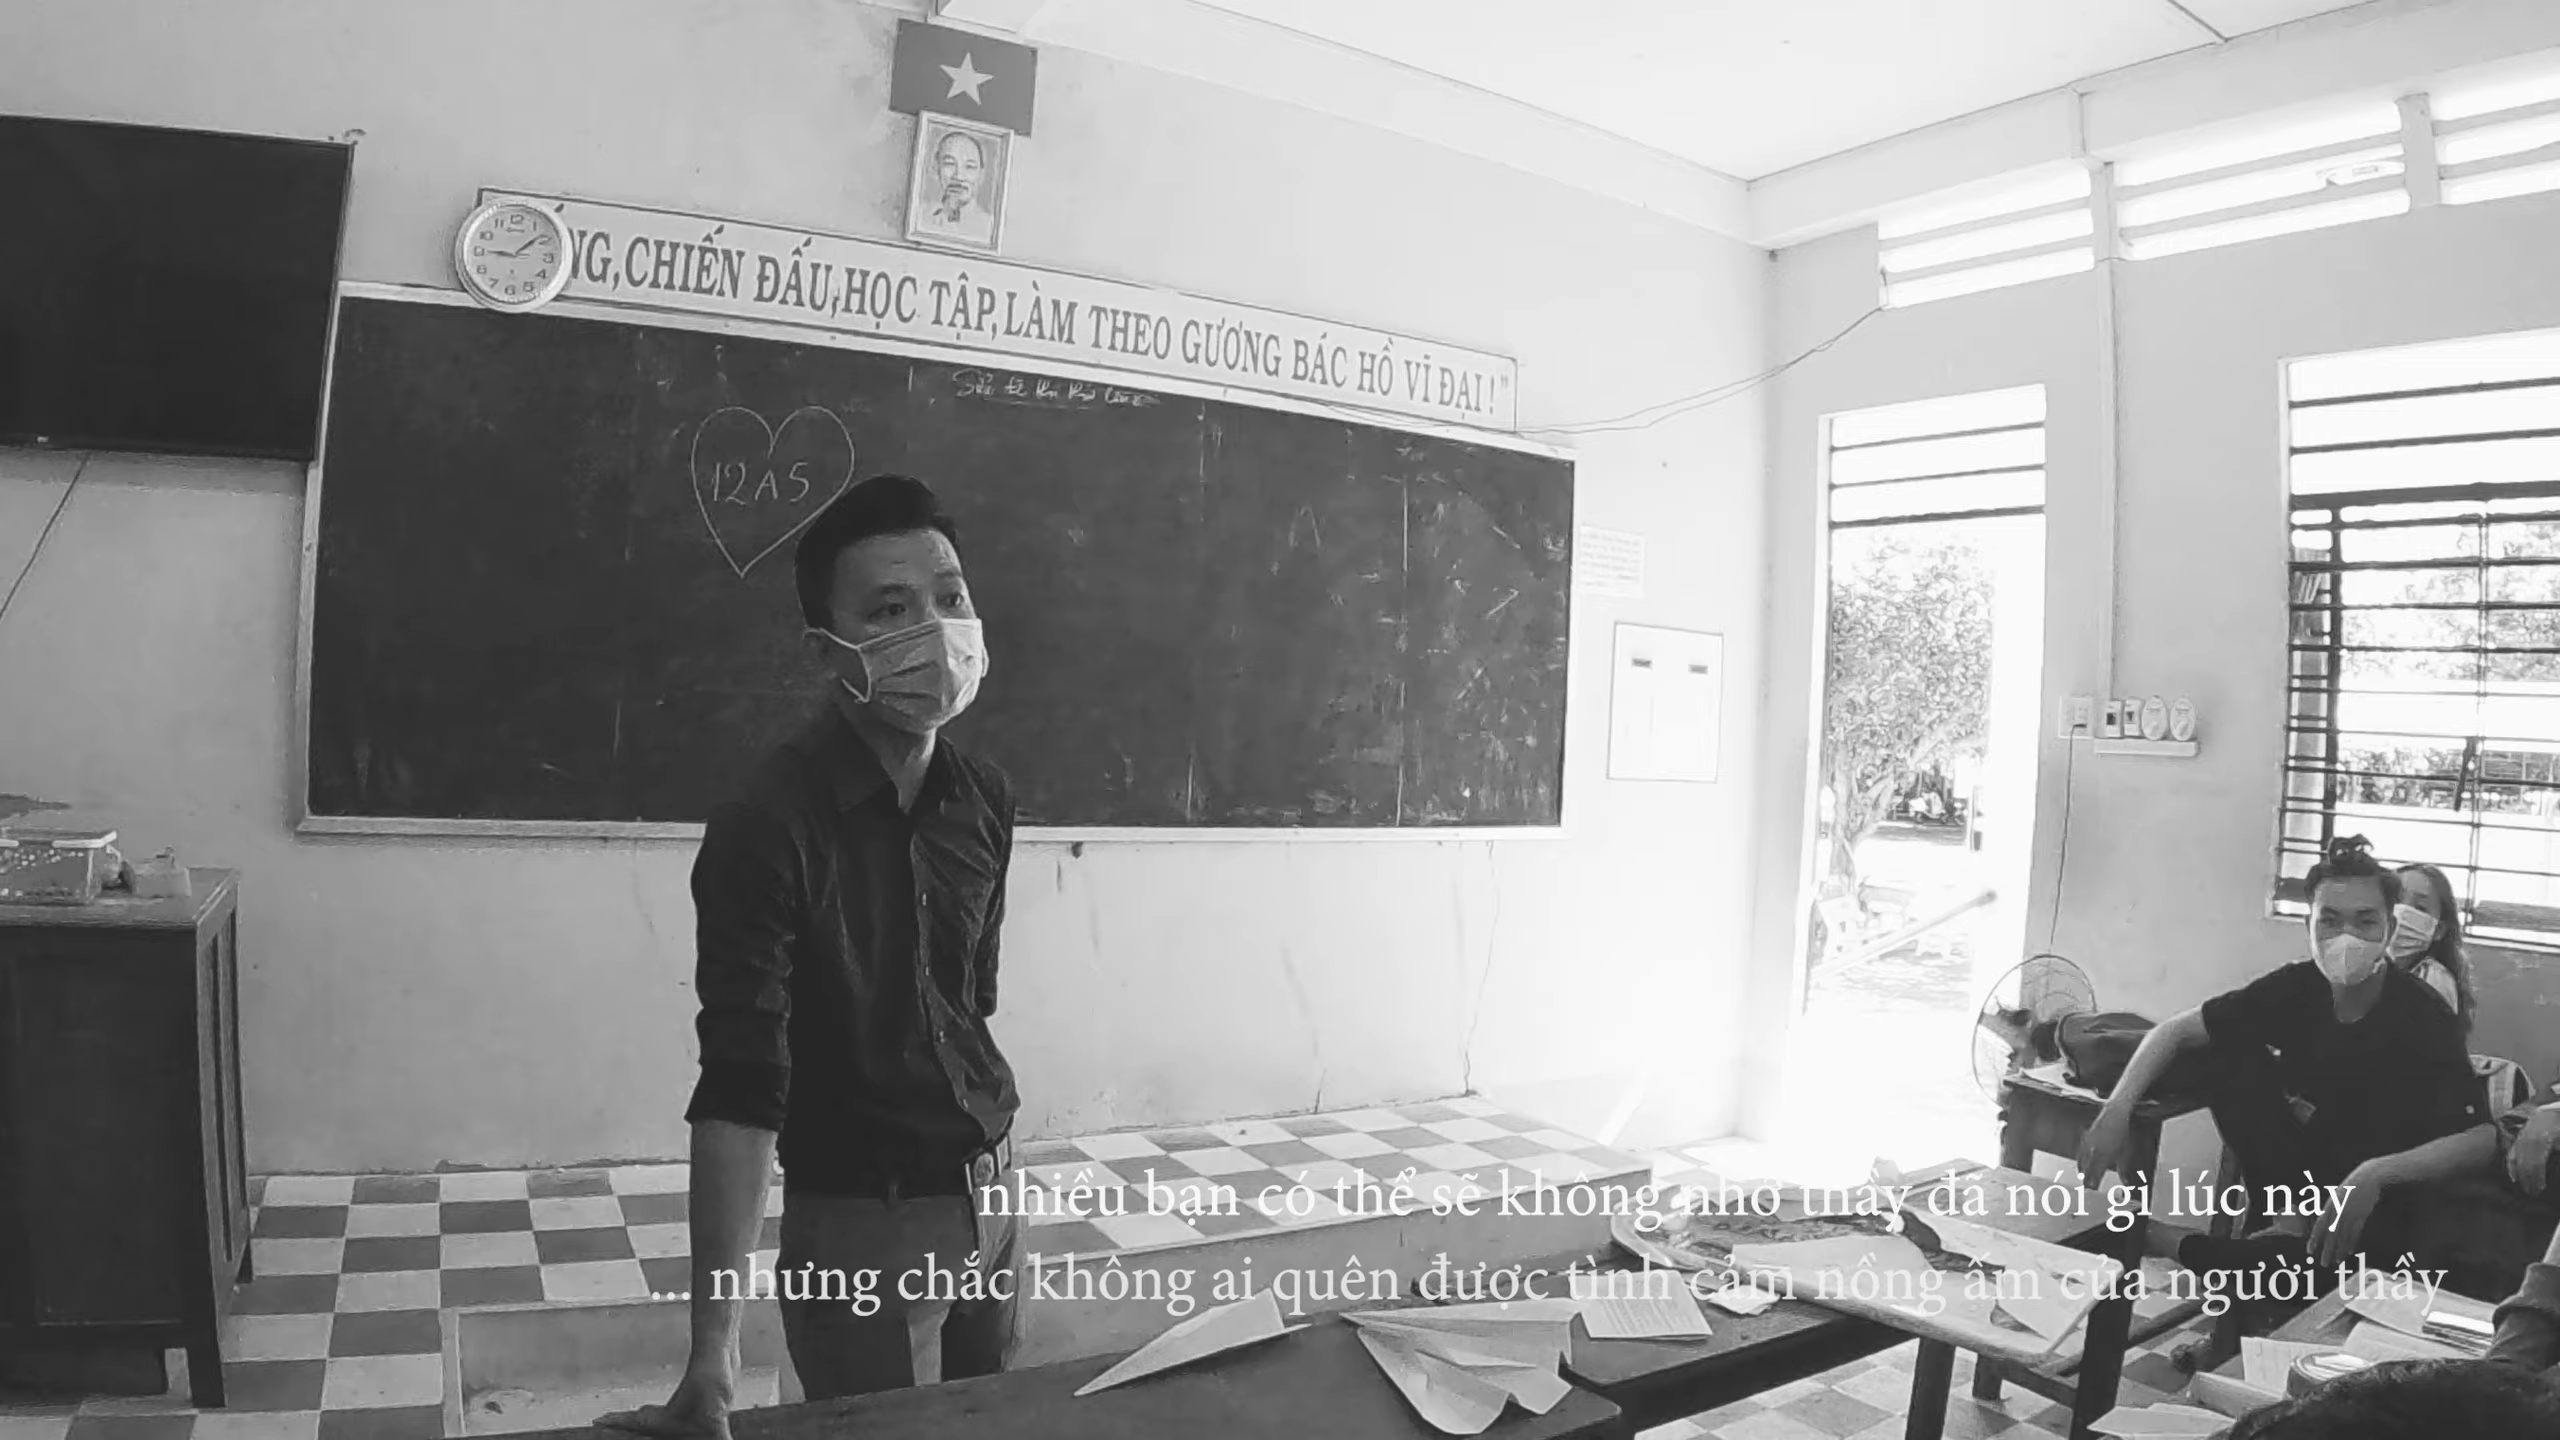 NG, CHIẾN ĐẤU, HỌC TẬP, LÀM THEO GƯƠNG BÁC HỒ VĨ ĐẠI!"
12A5
nhiều bạn có thể sẽ không nhớ thầy đã nói gì lúc này
... nhưng chắc không ai quên được tình cảm nồng ấm của người thầy